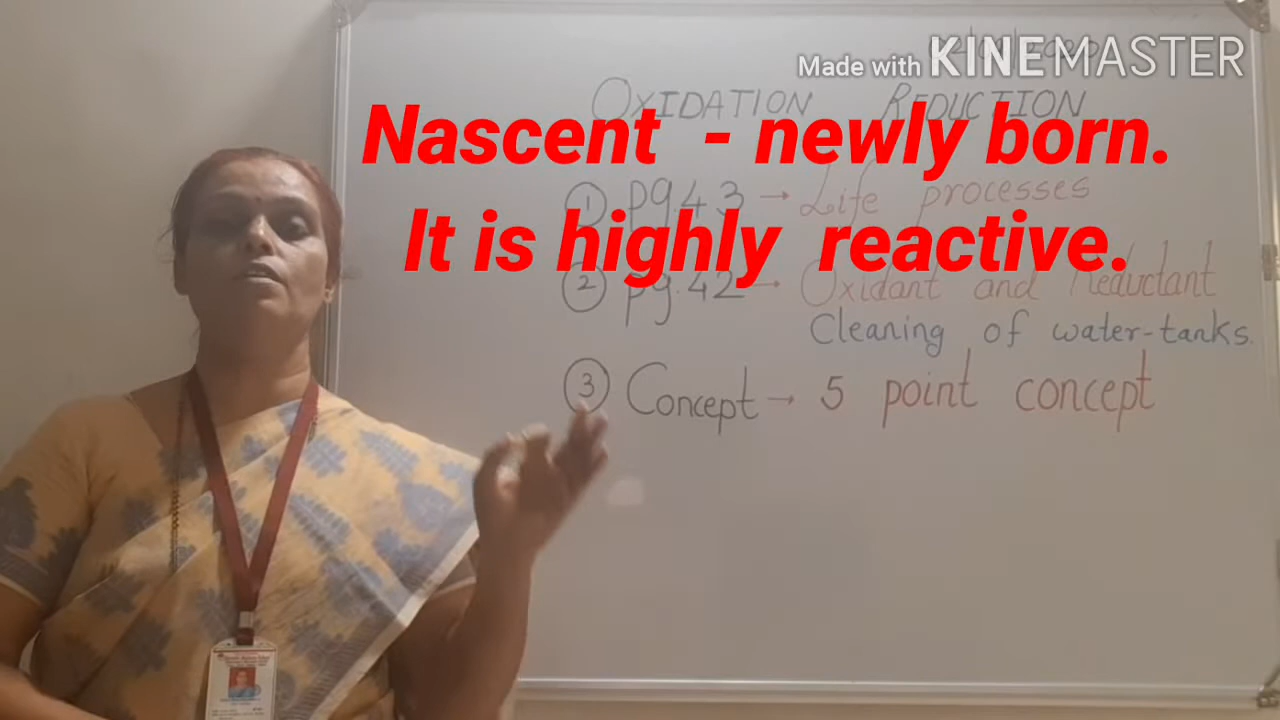 Made with KINEMASTER
OXIDATION REDUCTION
Nascent - newly born.
① pg.43 → Life processes
It is highly reactive.
② pg.42 → Oxidant and Reductant
Cleaning of water-tanks.
③ Concept → 5 point concept